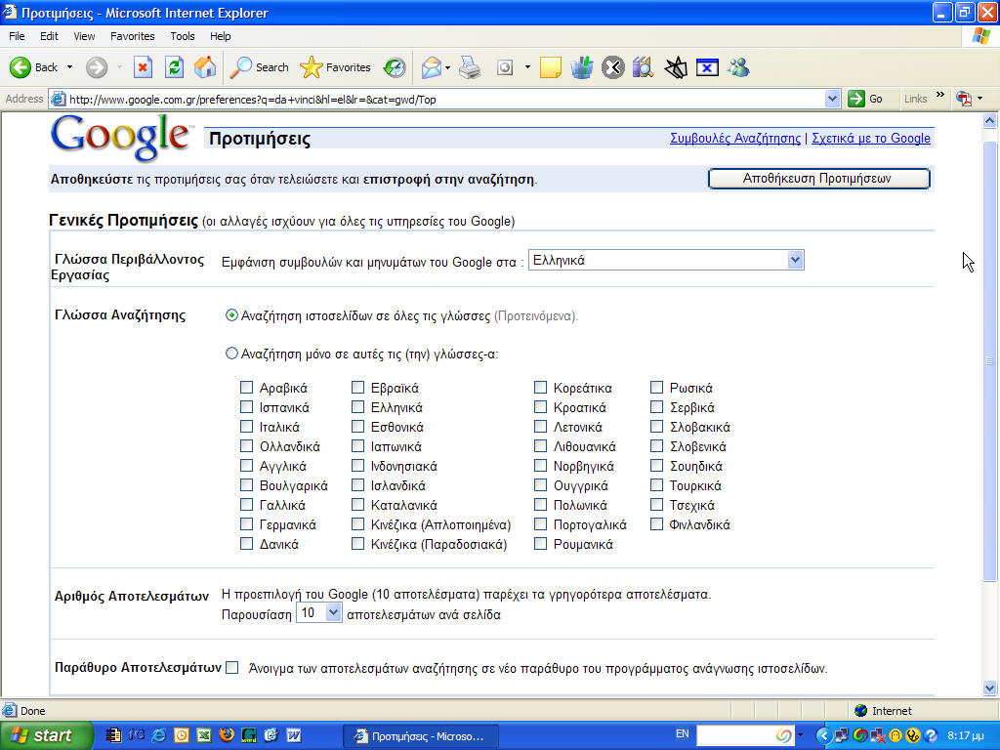 Προτιμήσεις - Microsoft Internet Explorer
File Edit View Favorites Tools Help
Back Search Favorites
Address http://www.google.com.gr/preferences?q=da+vinci&hl=el&lr=&cat=gwd/Top Go Links »
Google™ Προτιμήσεις Συμβουλές Αναζήτησης | Σχετικά με το Google
Αποθηκεύστε τις προτιμήσεις σας όταν τελειώσετε και επιστροφή στην αναζήτηση. Αποθήκευση Προτιμήσεων
Γενικές Προτιμήσεις (οι αλλαγές ισχύουν για όλες τις υπηρεσίες του Google)
Γλώσσα Περιβάλλοντος Εμφάνιση συμβουλών και μηνυμάτων του Google στα : Ελληνικά
Εργασίας
Γλώσσα Αναζήτησης Αναζήτηση ιστοσελίδων σε όλες τις γλώσσες (Προτεινόμενα).
Αναζήτηση μόνο σε αυτές τις (την) γλώσσες-α:
Αραβικά Εβραϊκά Κορεάτικα Ρωσικά
Ισπανικά Ελληνικά Κροατικά Σερβικά
Ιταλικά Εσθονικά Λετονικά Σλοβακικά
Ολλανδικά Ιαπωνικά Λιθουανικά Σλοβενικά
Αγγλικά Ινδονησιακά Νορβηγικά Σουηδικά
Βουλγαρικά Ισλανδικά Ουγγρικά Τουρκικά
Γαλλικά Καταλανικά Πολωνικά Τσεχικά
Γερμανικά Κινέζικα (Απλοποιημένα) Πορτογαλικά Φινλανδικά
Δανικά Κινέζικα (Παραδοσιακά) Ρουμανικά
Αριθμός Αποτελεσμάτων Η προεπιλογή του Google (10 αποτελέσματα) παρέχει τα γρηγορότερα αποτελέσματα.
Παρουσίαση 10 αποτελεσμάτων ανά σελίδα
Παράθυρο Αποτελεσμάτων Άνοιγμα των αποτελεσμάτων αναζήτησης σε νέο παράθυρο του προγράμματος ανάγνωσης ιστοσελίδων.
Done Internet
start Προτιμήσεις - Microso... EN 8:17 μμ